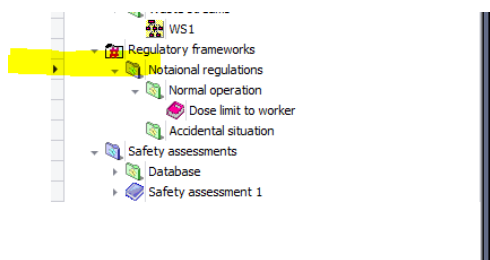 WS1
Regulatory frameworks
Notaional regulations
Normal operation
Dose limit to worker
Accidental situation
Safety assessments
Database
Safety assessment 1